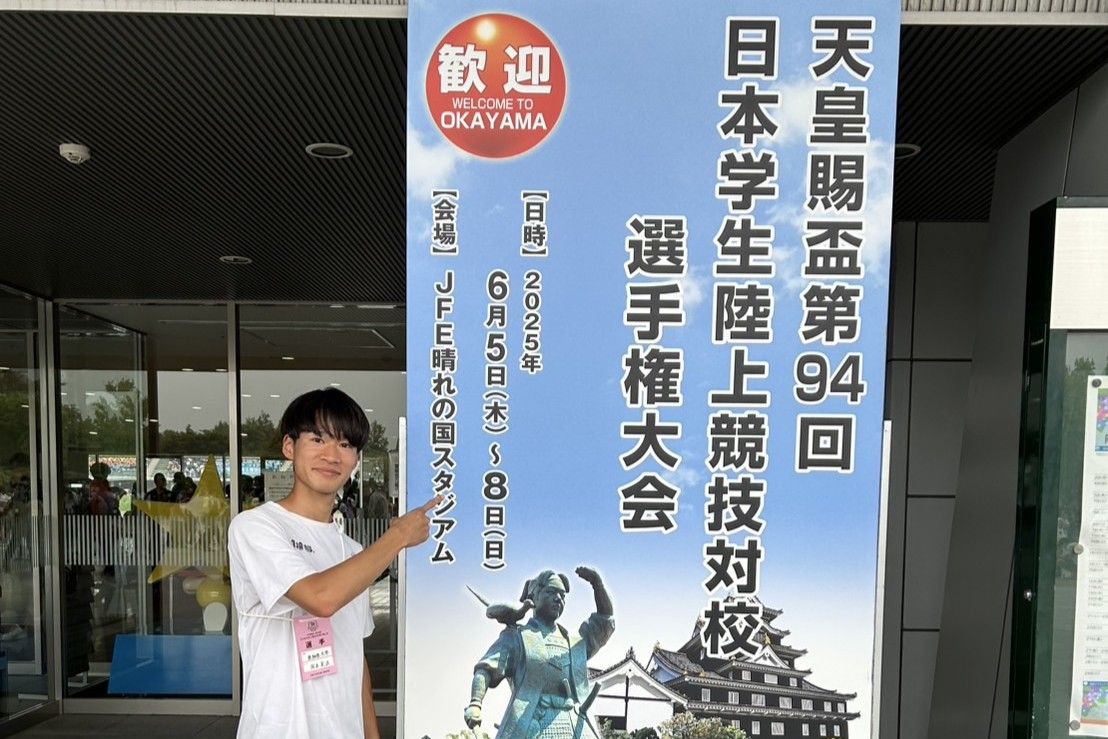 歓迎
WELCOME TO
OKAYAMA
天皇賜盃第94回
日本学生陸上競技対校
選手権大会
【日時】2025年
6月5日(木)～8日(日)
【会場】JFE晴れの国スタジアム
選手